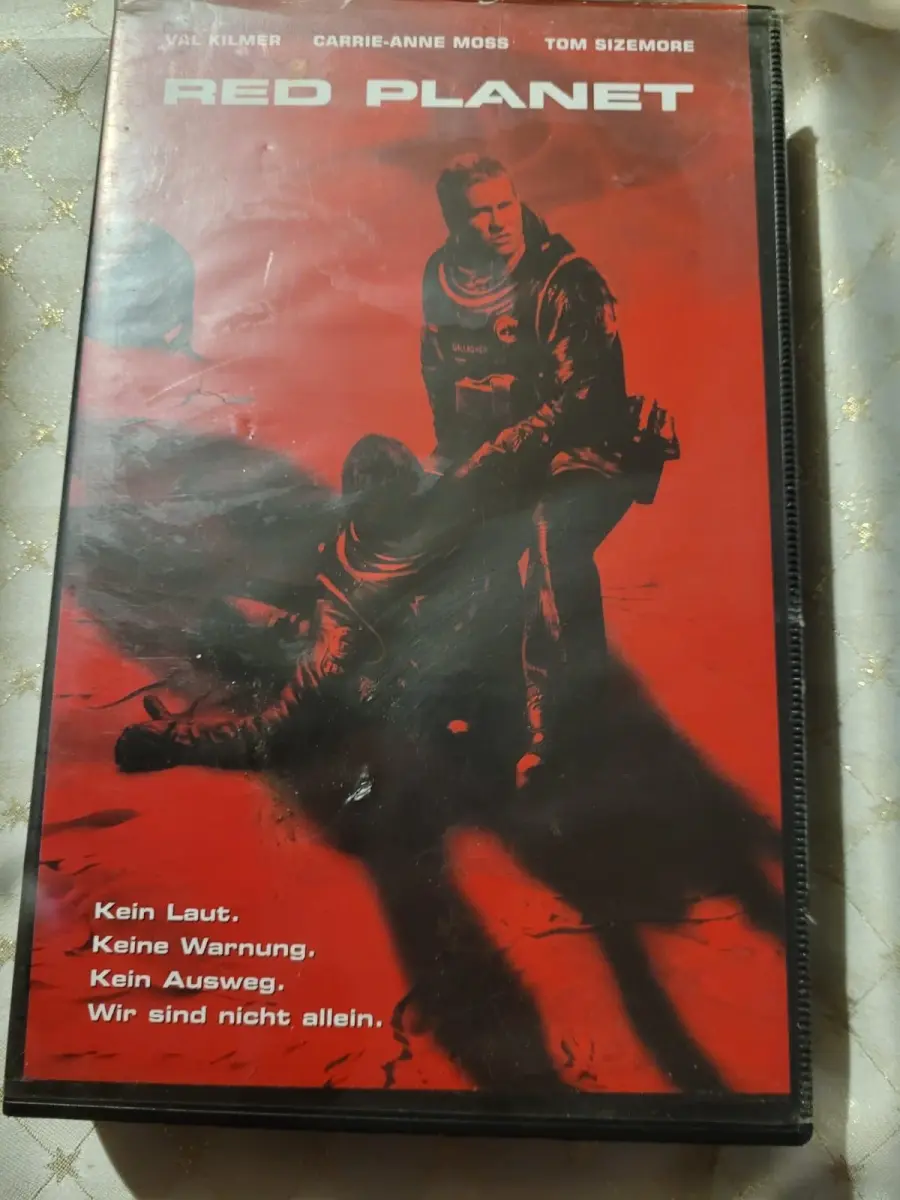 VAL KILMER CARRIE-ANNE MOSS TOM SIZEMORE
RED PLANET
GALLAGHER
Kein Laut.
Keine Warnung.
Kein Ausweg.
Wir sind nicht allein.